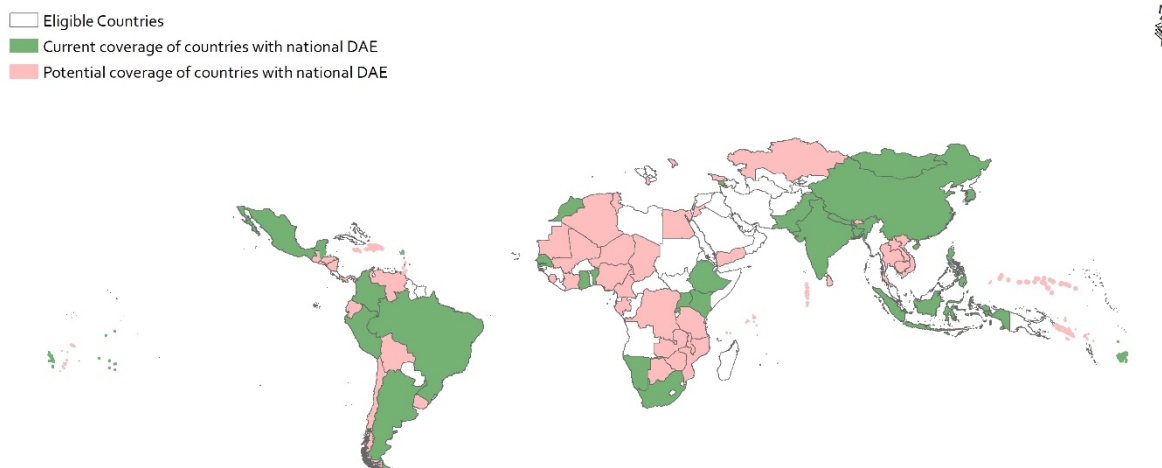 Eligible Countries
Current coverage of countries with national DAE
Potential coverage of countries with national DAE